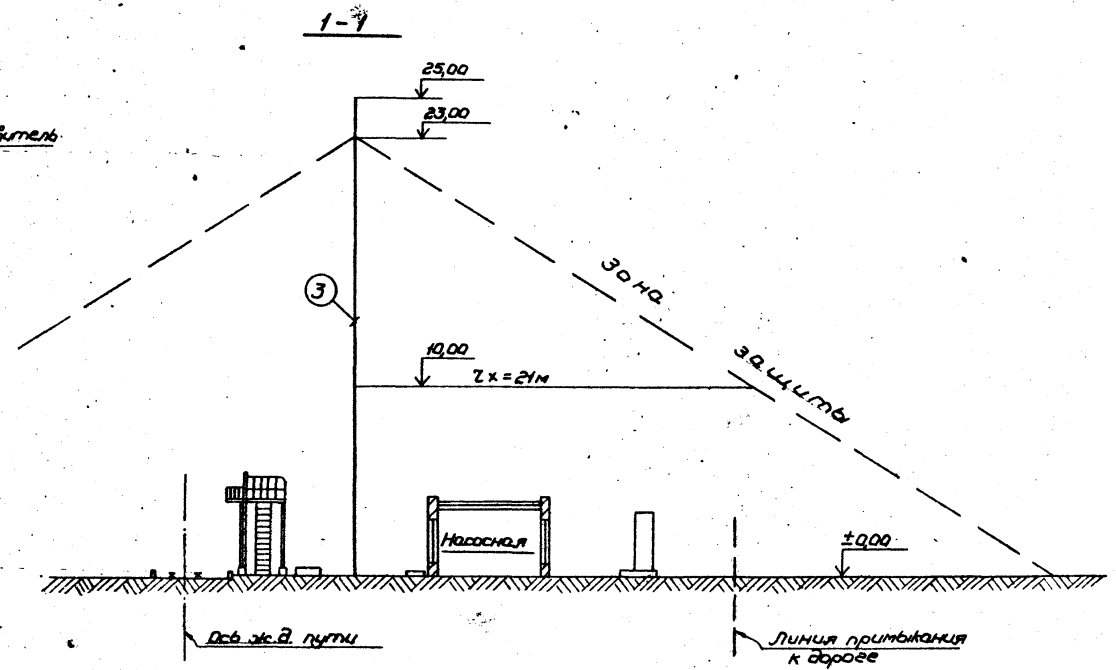 1-1
25,00
23,00
3
Зона
защиты
10,00
rx=21м
Насосная
±0,00
Ось ж.д. пути
Линия примыкания
к дороге